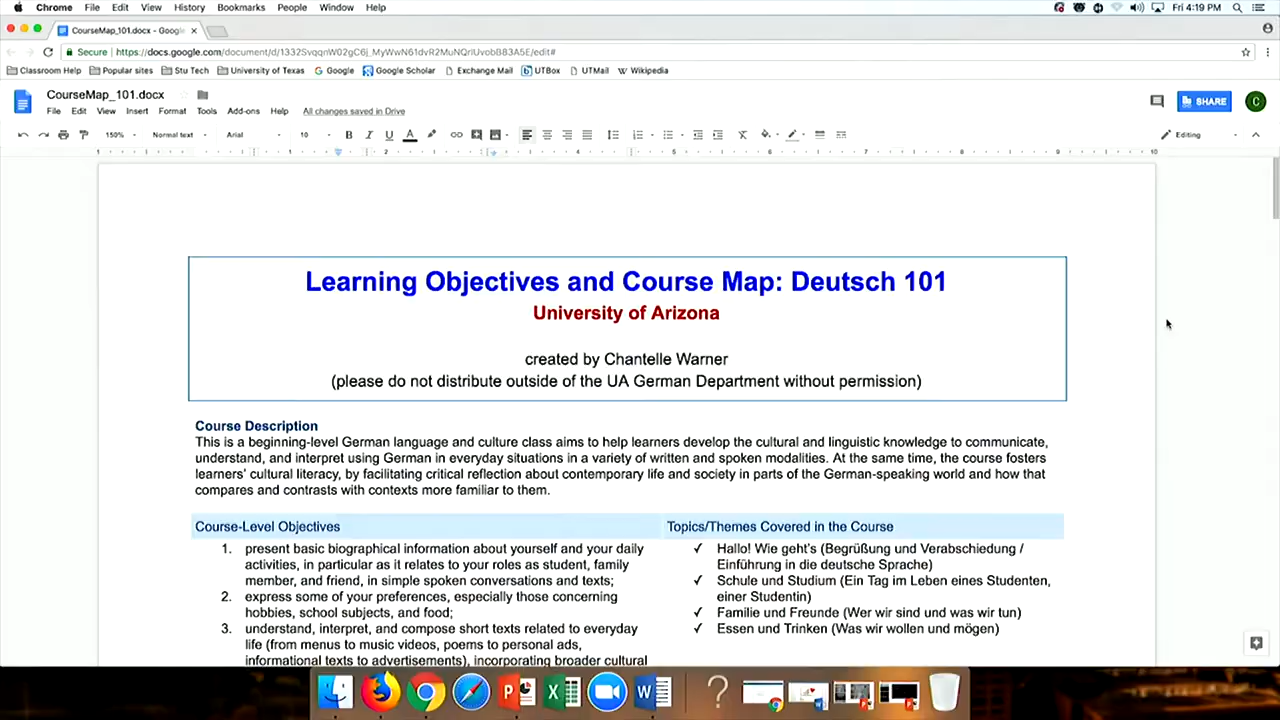 Chrome File Edit View History Bookmarks People Window Help Fri 4:19 PM
CourseMap_101.docx - Google
Secure
Classroom Help Popular sites Stu Tech University of Texas Google Google Scholar Exchange Mail UTBox UTMail Wikipedia
CourseMap_101.docx
SHARE
C
File Edit View Insert Format Tools Add-ons Help All changes saved in Drive
150% Normal text Arial 10 B I U A Editing
1 1 2 3 4 5 6 7 8 9 10
Learning Objectives and Course Map: Deutsch 101
University of Arizona
created by Chantelle Warner
(please do not distribute outside of the UA German Department without permission)
Course Description
This is a beginning-level German language and culture class aims to help learners develop the cultural and linguistic knowledge to communicate,
understand, and interpret using German in everyday situations in a variety of written and spoken modalities. At the same time, the course fosters
learners' cultural literacy, by facilitating critical reflection about contemporary life and society in parts of the German-speaking world and how that
compares and contrasts with contexts more familiar to them.
Course-Level Objectives
1. present basic biographical information about yourself and your daily
activities, in particular as it relates to your roles as student, family
member, and friend, in simple spoken conversations and texts;
2. express some of your preferences, especially those concerning
hobbies, school subjects, and food;
3. understand, interpret, and compose short texts related to everyday
life (from menus to music videos, poems to personal ads,
informational texts to advertisements), incorporating broader cultural
Topics/Themes Covered in the Course
✓ Hallo! Wie geht's (Begrüßung und Verabschiedung /
Einführung in die deutsche Sprache)
✓ Schule und Studium (Ein Tag im Leben eines Studenten,
einer Studentin)
✓ Familie und Freunde (Wer wir sind und was wir tun)
✓ Essen und Trinken (Was wir wollen und mögen)